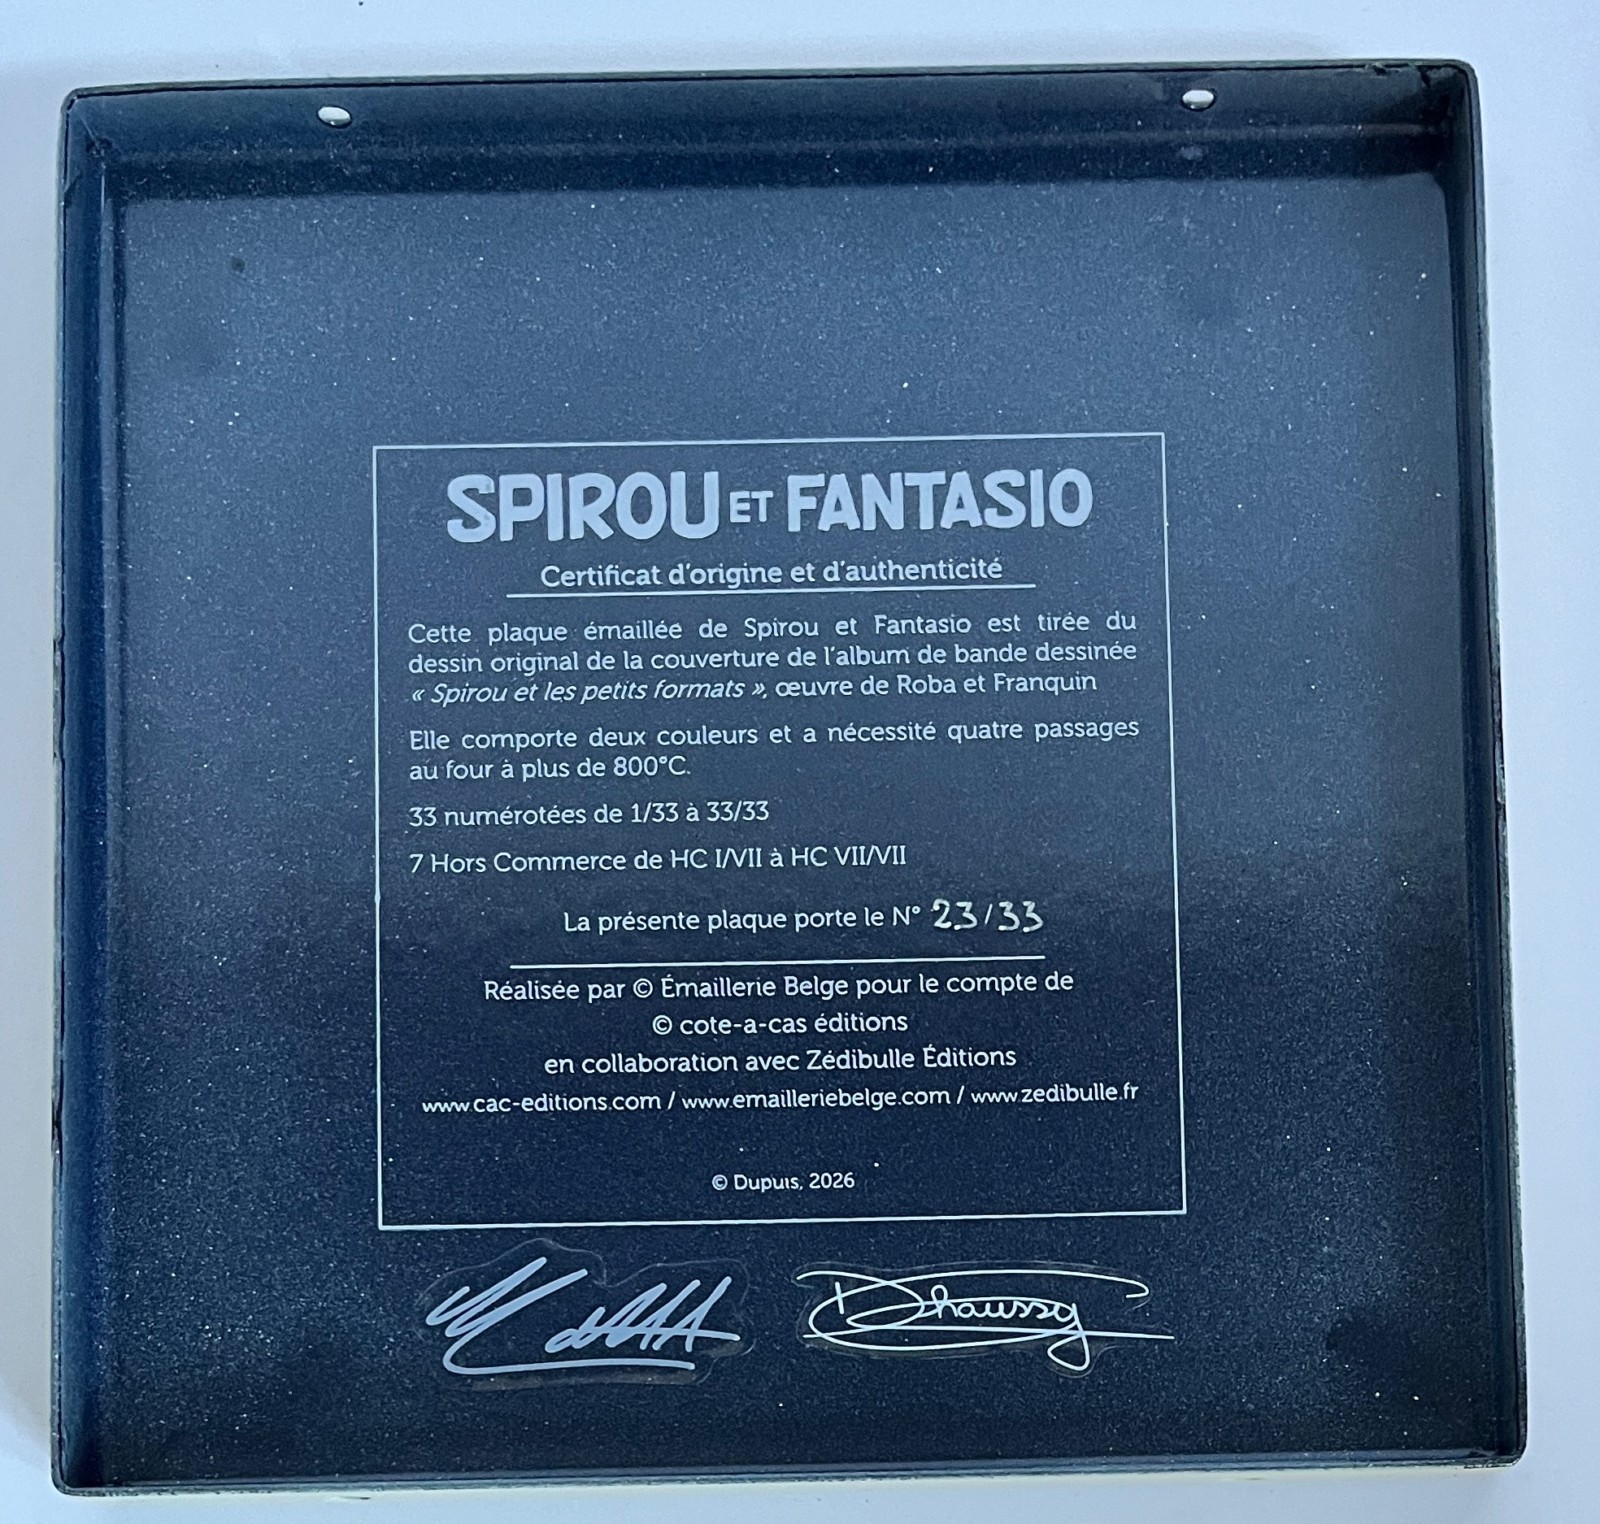 SPIROU ET FANTASIO
Certificat d'origine et d'authenticité
Cette plaque émaillée de Spirou et Fantasio est tirée du
dessin original de la couverture de l'album de bande dessinée
« Spirou et les petits formats », œuvre de Roba et Franquin
Elle comporte deux couleurs et a nécessité quatre passages
au four à plus de 800°C.
33 numérotées de 1/33 à 33/33
7 Hors Commerce de HC I/VII à HC VII/VII
La présente plaque porte le N° 23/33
Réalisée par © Émaillerie Belge pour le compte de
© cote-a-cas éditions
en collaboration avec Zédibulle Éditions
www.cac-editions.com / www.emailleriebelge.com / www.zedibulle.fr
© Dupuis, 2026
Dhaussy